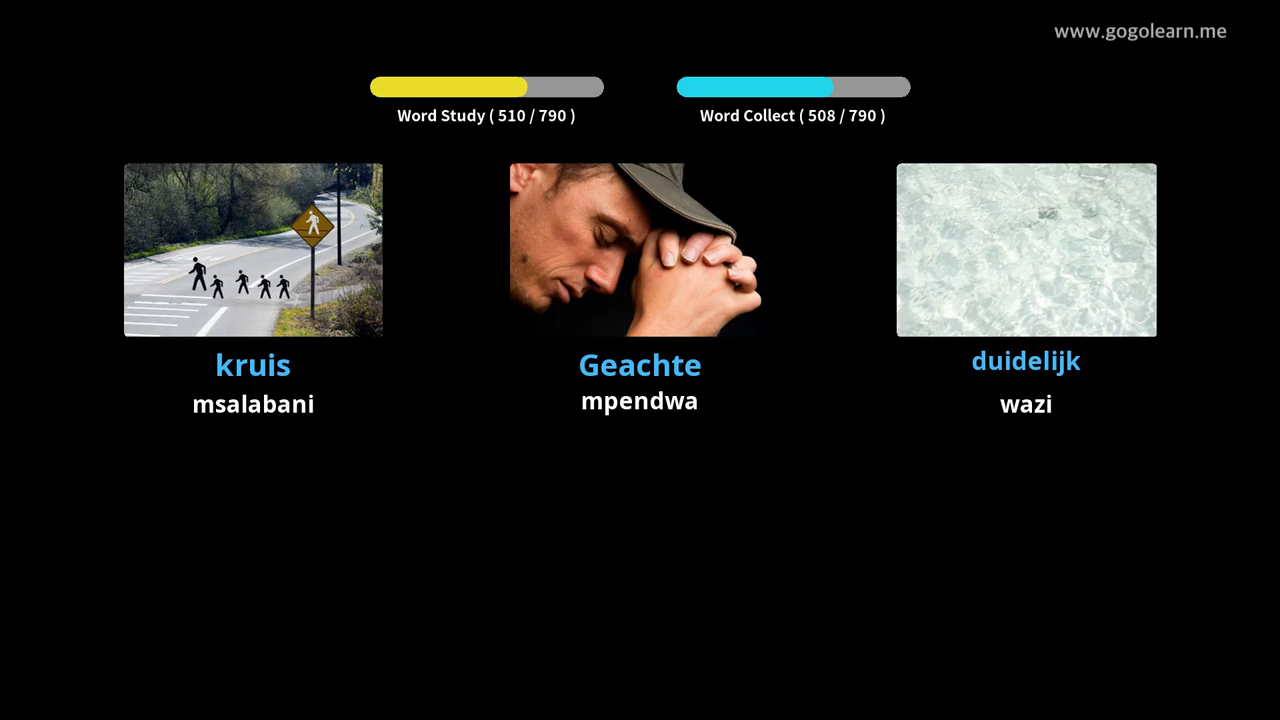 www.gogolearn.me
Word Study ( 510 / 790 )
Word Collect ( 508 / 790 )
kruis
msalabani
Geachte
mpendwa
duidelijk
wazi